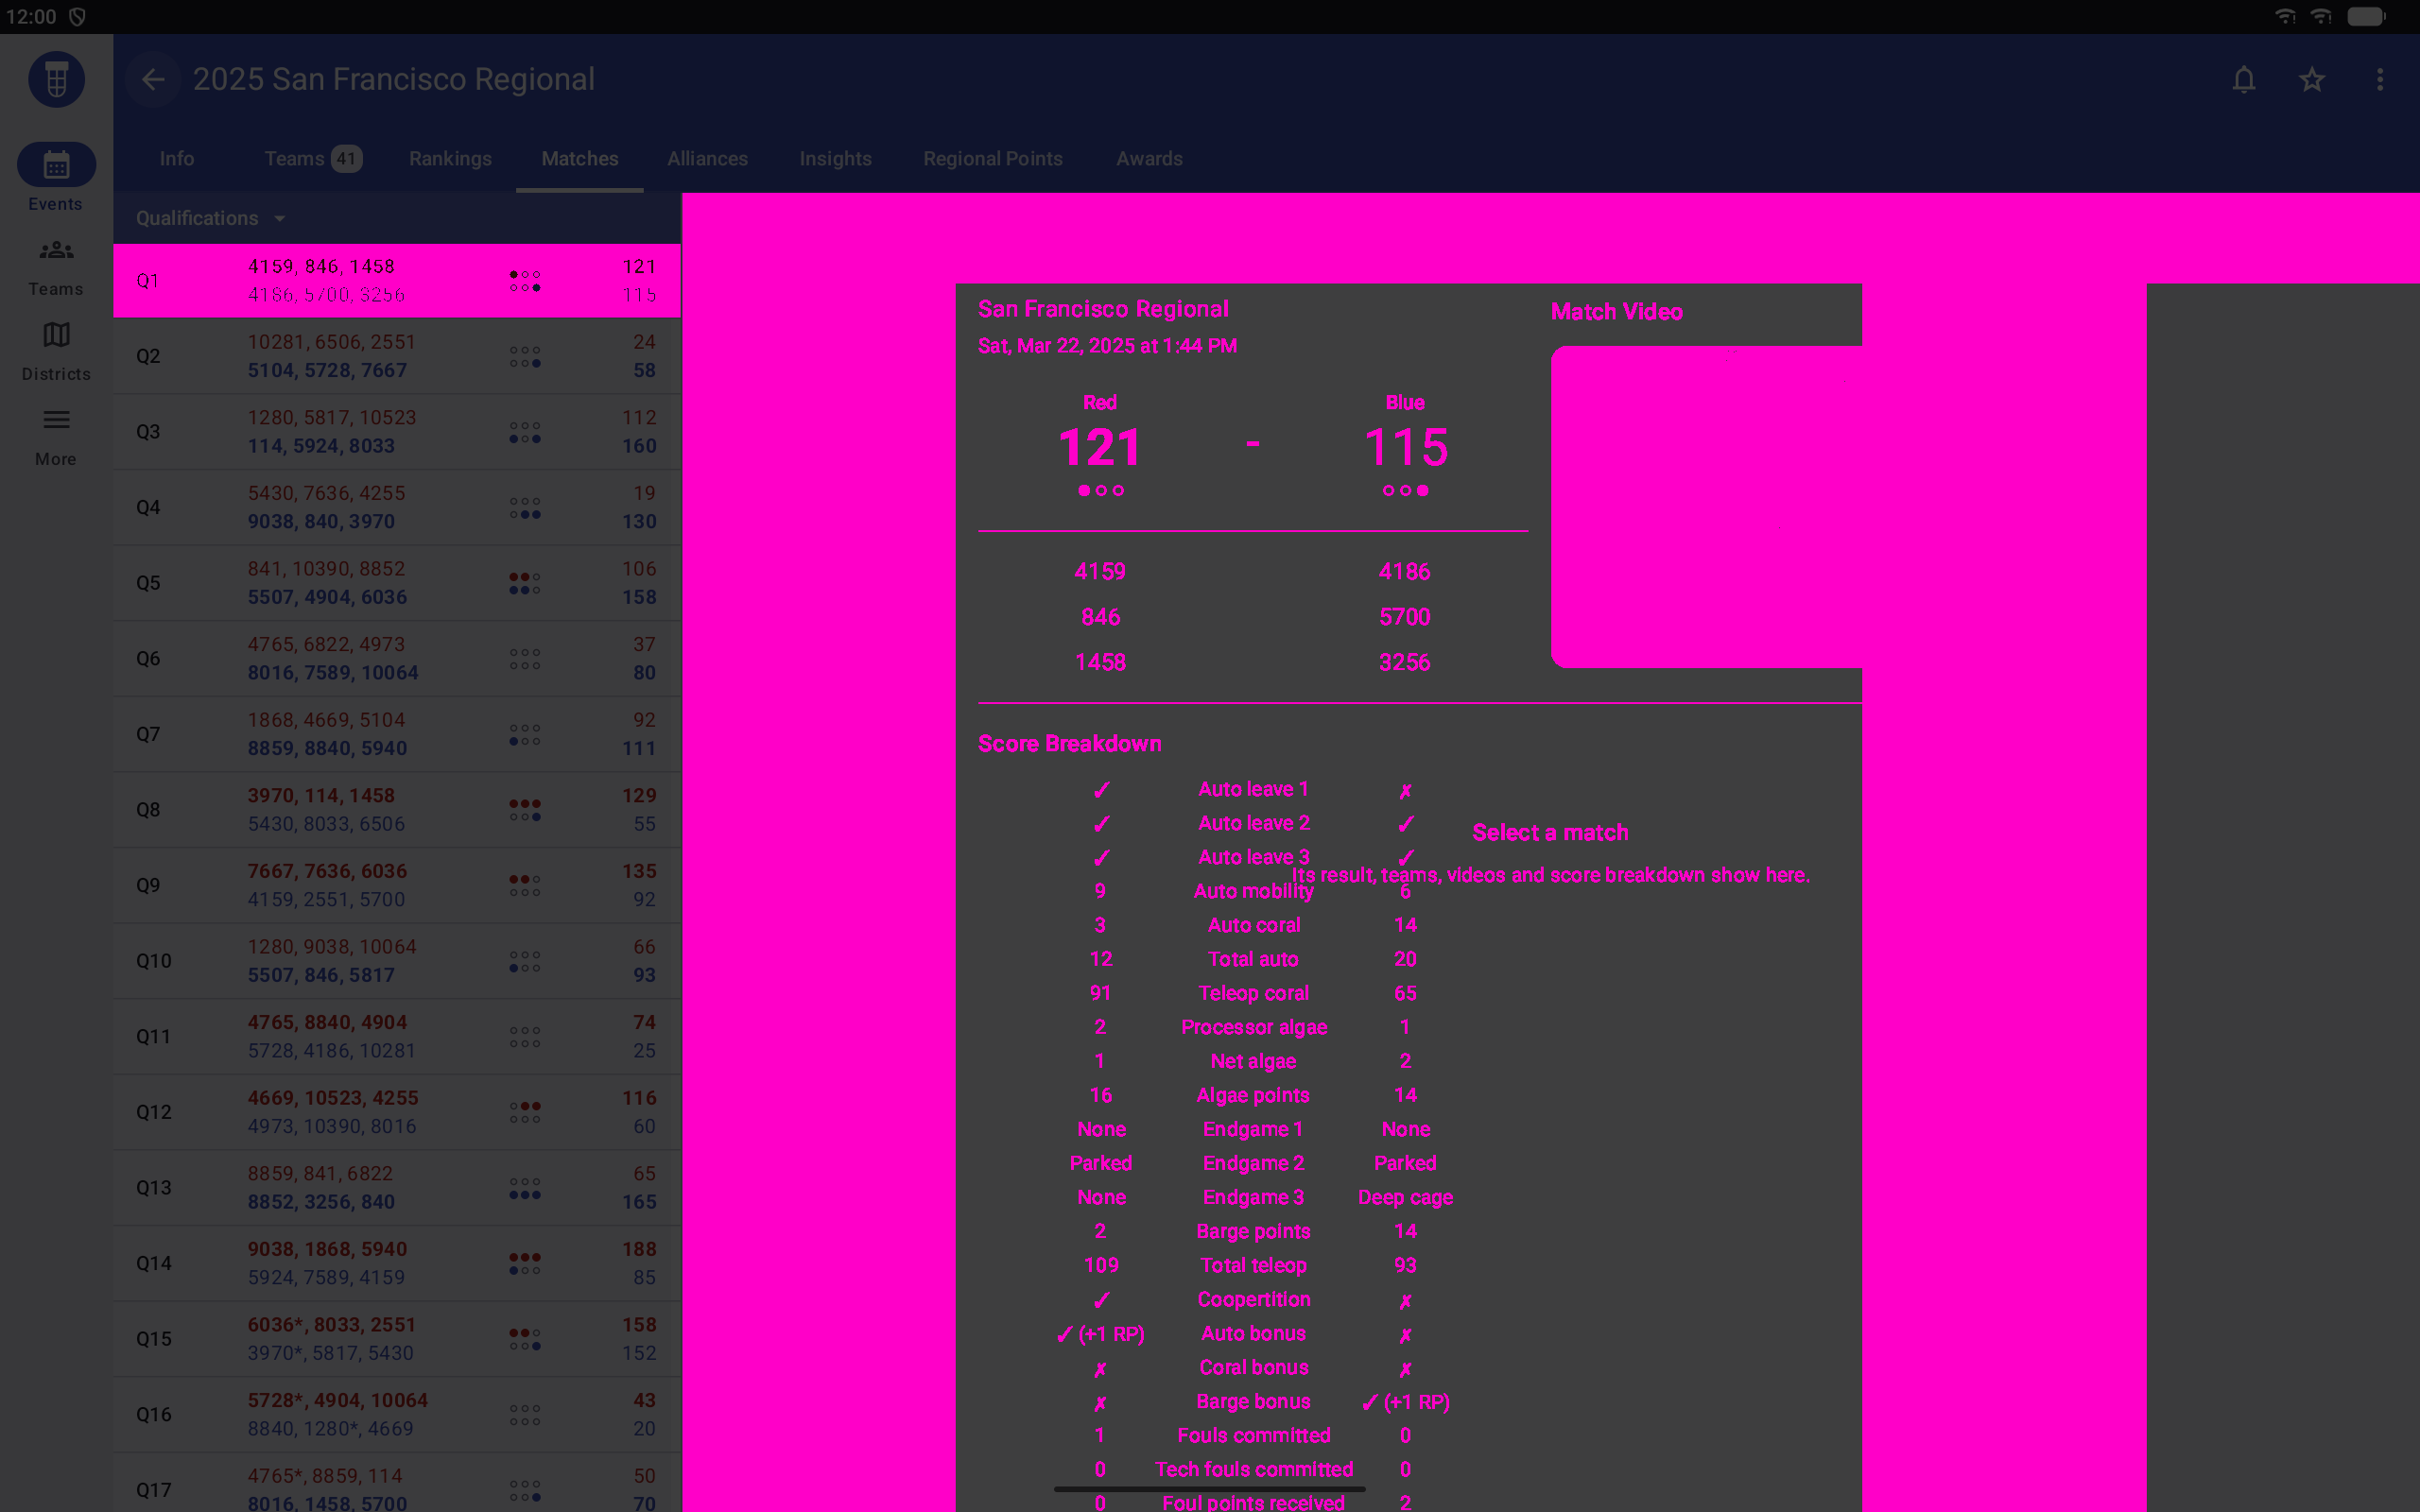 12:00
2025 San Francisco Regional
Info Teams 41 Rankings Matches Alliances Insights Regional Points Awards
Events
Teams
Districts
More
Qualifications
Q1 4159, 846, 1458 121
4186, 5700, 3256 115
Q2 10281, 6506, 2551 24
5104, 5728, 7667 58
Q3 1280, 5817, 10523 112
114, 5924, 8033 160
Q4 5430, 7636, 4255 19
9038, 840, 3970 130
Q5 841, 10390, 8852 106
5507, 4904, 6036 158
Q6 4765, 6822, 4973 37
8016, 7589, 10064 80
Q7 1868, 4669, 5104 92
8859, 8840, 5940 111
Q8 3970, 114, 1458 129
5430, 8033, 6506 55
Q9 7667, 7636, 6036 135
4159, 2551, 5700 92
Q10 1280, 9038, 10064 66
5507, 846, 5817 93
Q11 4765, 8840, 4904 74
5728, 4186, 10281 25
Q12 4669, 10523, 4255 116
4973, 10390, 8016 60
Q13 8859, 841, 6822 65
8852, 3256, 840 165
Q14 9038, 1868, 5940 188
5924, 7589, 4159 85
Q15 6036*, 8033, 2551 158
3970*, 5817, 5430 152
Q16 5728*, 4904, 10064 43
8840, 1280*, 4669 20
Q17 4765*, 8859, 114 50
8016, 1458, 5700 70
San Francisco Regional
Sat, Mar 22, 2025 at 1:44 PM
Red Blue
121 - 115
4159 4186
846 5700
1458 3256
Match Video
Score Breakdown
✓ Auto leave 1 ✗
✓ Auto leave 2 ✓
✓ Auto leave 3 ✓
9 Auto mobility 6
3 Auto coral 14
12 Total auto 20
91 Teleop coral 65
2 Processor algae 1
1 Net algae 2
16 Algae points 14
None Endgame 1 None
Parked Endgame 2 Parked
None Endgame 3 Deep cage
2 Barge points 14
109 Total teleop 93
✓ Coopertition ✗
✓ (+1 RP) Auto bonus ✗
✗ Coral bonus ✗
✗ Barge bonus ✓ (+1 RP)
1 Fouls committed 0
0 Tech fouls committed 0
0 Foul points received 2
Select a match
Its result, teams, videos and score breakdown show here.